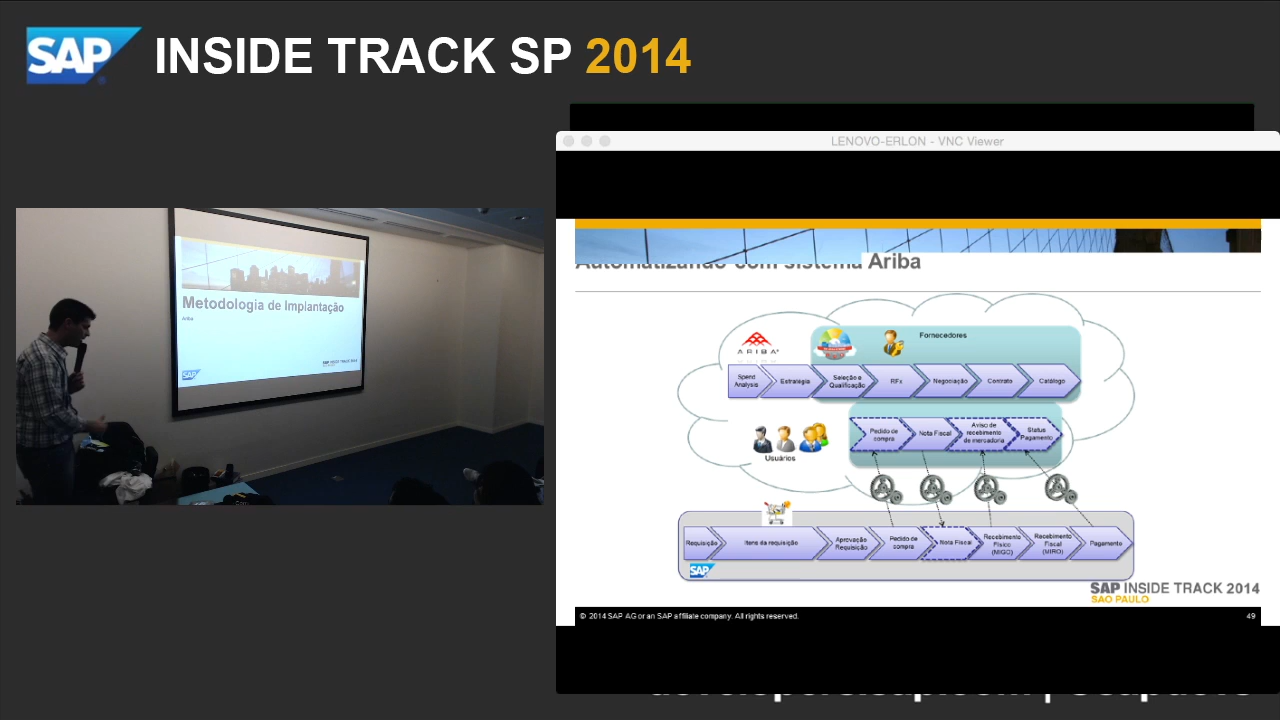 SAP INSIDE TRACK SP 2014
LENOVO-ERLON - VNC Viewer
Metodologia de Implantação
Ariba
SAP INSIDE TRACK 2014
SAP
Automatizando com sistema Ariba
ARIBA
Fornecedores
Spend Analysis
Estratégia
Seleção e Qualificação
RFx
Negociação
Contrato
Catálogo
Usuários
Pedido de compra
Nota Fiscal
Aviso de recebimento de mercadoria
Status Pagamento
Requisição
Itens da requisição
Aprovação Requisição
Pedido de compra
Nota Fiscal
Recebimento Físico (MIGO)
Recebimento Fiscal (MIRO)
Pagamento
SAP
SAP INSIDE TRACK 2014
SAO PAULO
© 2014 SAP AG or an SAP affiliate company. All rights reserved.
49